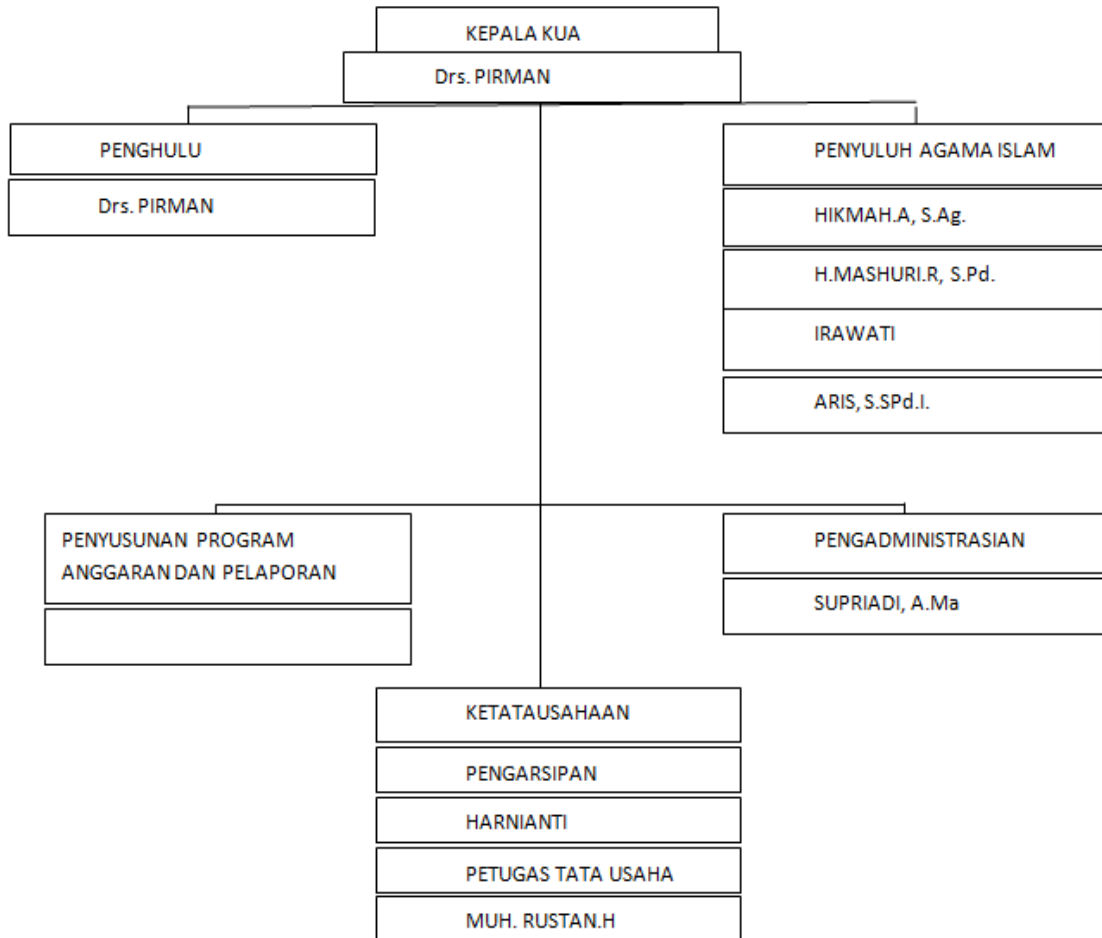 KEPALA KUA
Drs. PIRMAN
PENGHULU
Drs. PIRMAN
PENYULUH AGAMA ISLAM
HIKMAH.A, S.Ag.
H.MASHURI.R, S.Pd.
IRAWATI
ARIS, S.SPd.I.
PENYUSUNAN PROGRAM
ANGGARAN DAN PELAPORAN
PENGADMINISTRASIAN
SUPRIADI, A.Ma
KETATAUSAHAAN
PENGARSIPAN
HARNIANTI
PETUGAS TATA USAHA
MUH. RUSTAN.H